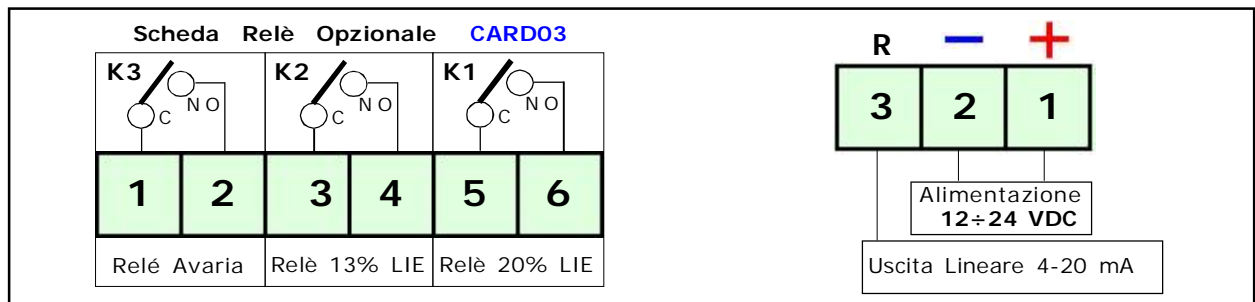 Scheda Relè Opzionale CARD03
K3 C NO K2 C NO K1 C NO
1 2 3 4 5 6
Relé Avaria Relè 13% LIE Relè 20% LIE
R − +
3 2 1
Alimentazione
12÷24 VDC
Uscita Lineare 4-20 mA